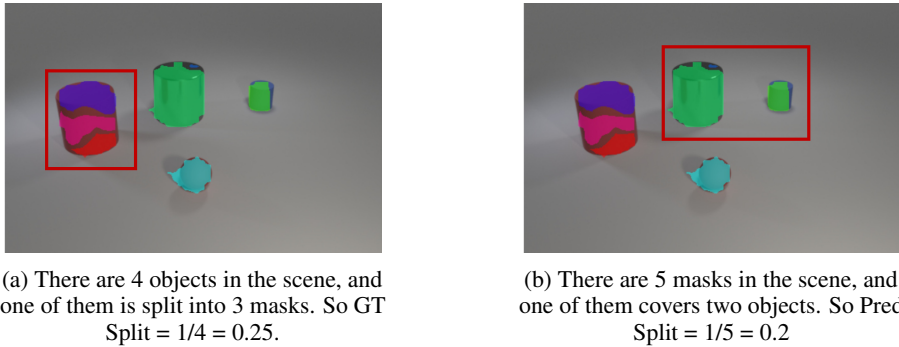 (a) There are 4 objects in the scene, and
one of them is split into 3 masks. So GT
Split = 1/4 = 0.25.
(b) There are 5 masks in the scene, and
one of them covers two objects. So Pred
Split = 1/5 = 0.2